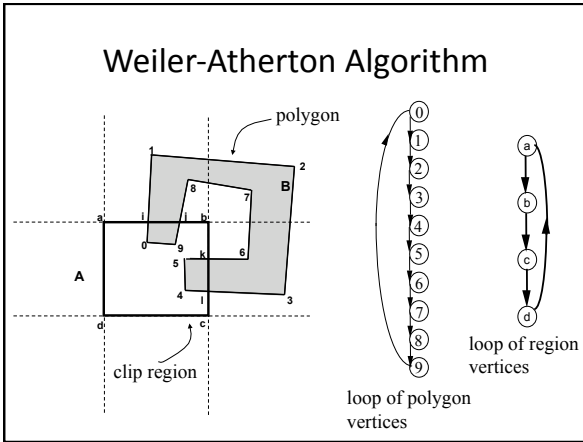 Weiler-Atherton Algorithm
polygon
1
2
B
8
7
a
i
j
b
0
9
A
5
k
6
4
l
3
d
c
clip region
0
1
2
3
4
5
6
7
8
9
loop of polygon
vertices
a
b
c
d
loop of region
vertices